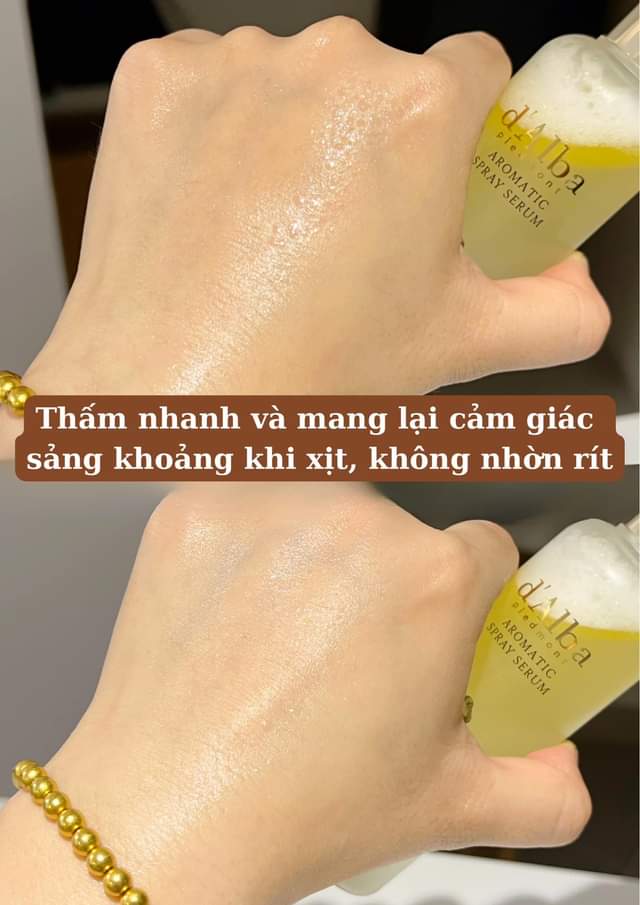 d'Alba
piedmont
AROMATIC
SPRAY SERUM
Thấm nhanh và mang lại cảm giác
sảng khoảng khi xịt, không nhờn rít
d'Alba
piedmont
AROMATIC
SPRAY SERUM